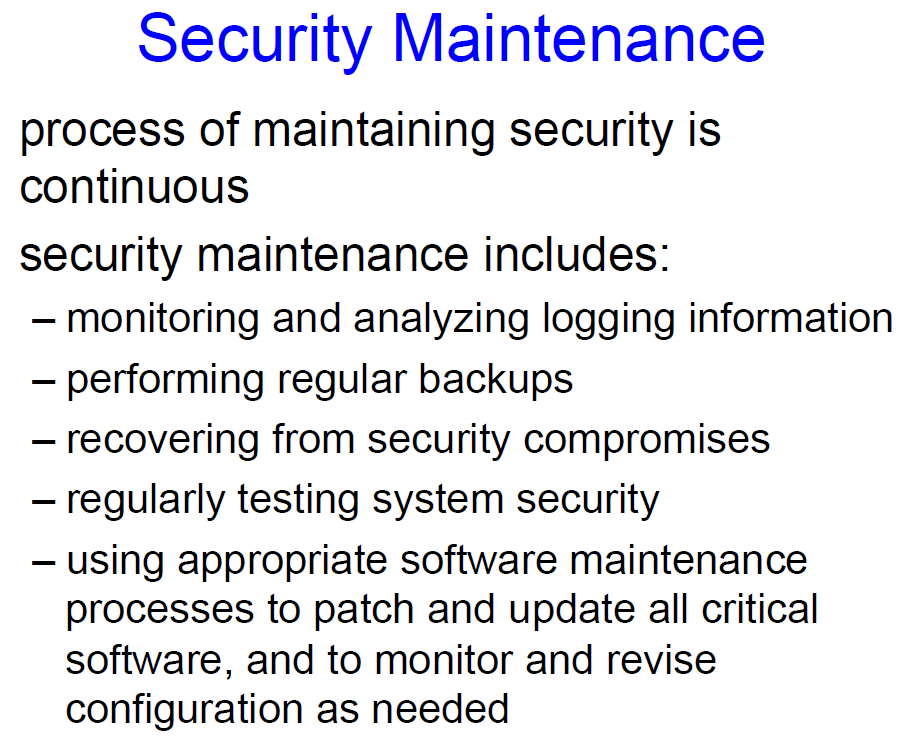 Security Maintenance
process of maintaining security is
continuous
security maintenance includes:
– monitoring and analyzing logging information
– performing regular backups
– recovering from security compromises
– regularly testing system security
– using appropriate software maintenance
processes to patch and update all critical
software, and to monitor and revise
configuration as needed